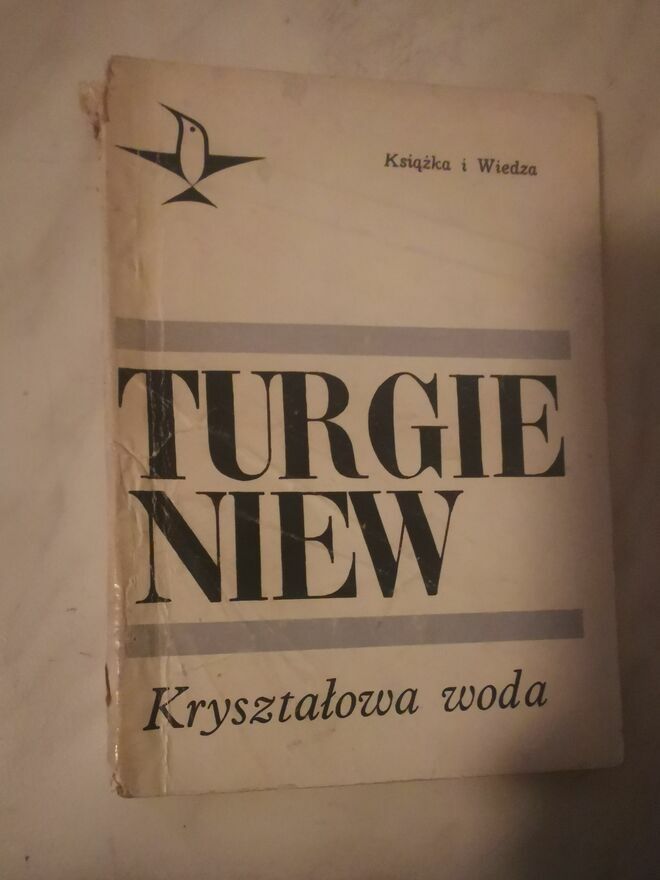 Książka i Wiedza
TURGIE
NIEW
Kryształowa woda